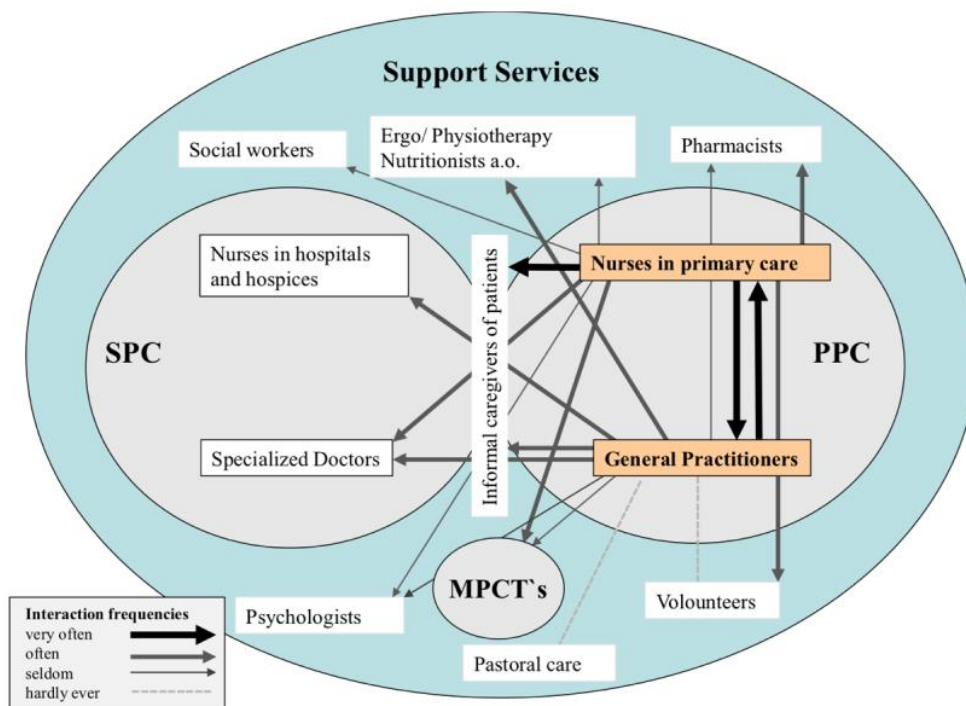 Support Services
Social workers
Ergo/ Physiotherapy
Nutritionists a.o.
Pharmacists
Nurses in hospitals
and hospices
Informal caregivers of patients
Nurses in primary care
SPC
PPC
Specialized Doctors
General Practitioners
MPCT`s
Psychologists
Volounteers
Pastoral care
Interaction frequencies
very often
often
seldom
hardly ever